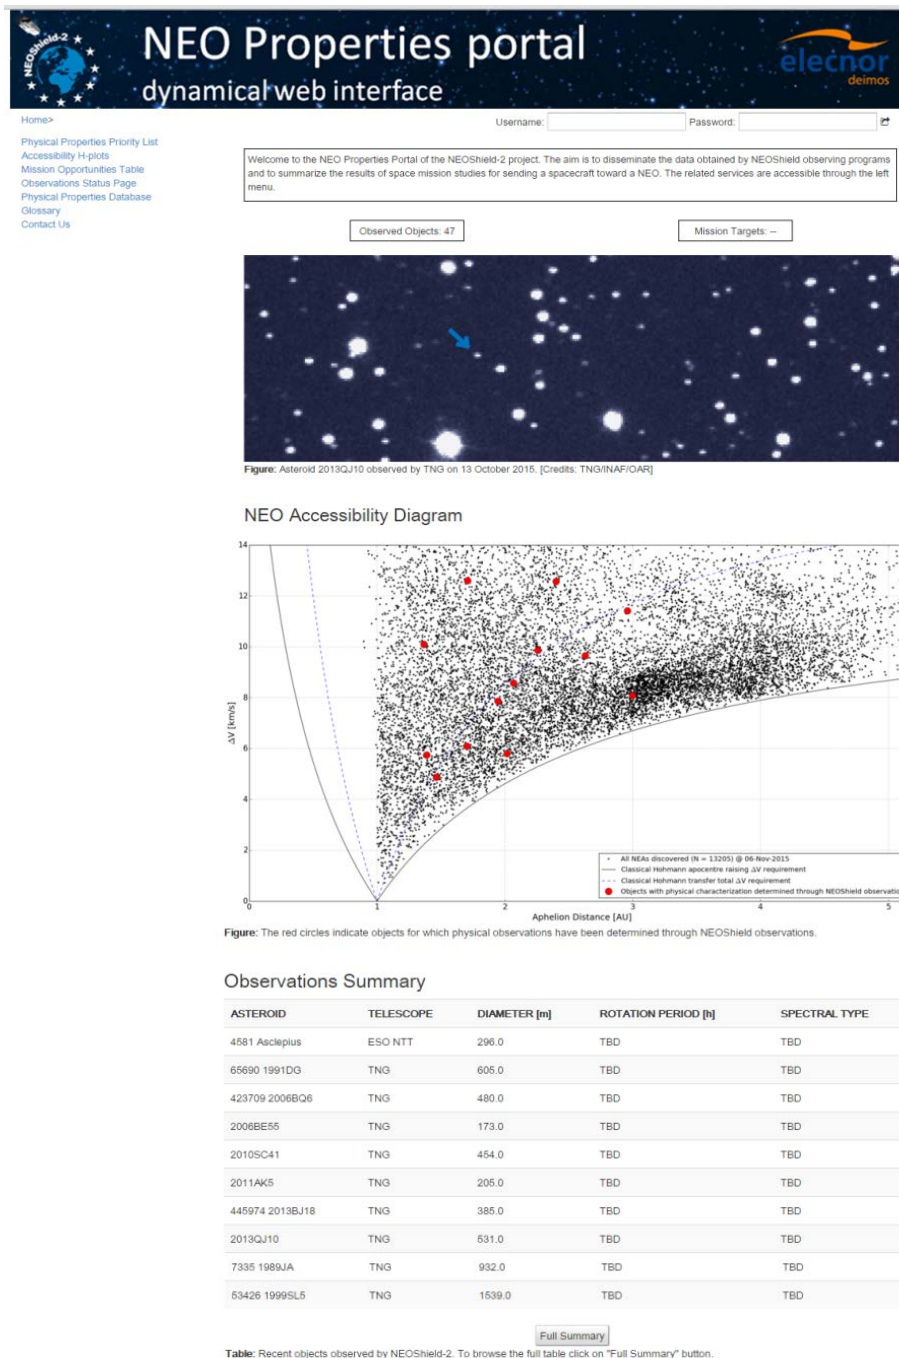 NEOShield-2
NEO Properties portal
dynamical web interface
elecnor
deimos
Home>
Username:
Password:
Physical Properties Priority List
Accessibility H-plots
Mission Opportunities Table
Observations Status Page
Physical Properties Database
Glossary
Contact Us
Welcome to the NEO Properties Portal of the NEOShield-2 project. The aim is to disseminate the data obtained by NEOShield observing programs
and to summarize the results of space mission studies for sending a spacecraft toward a NEO. The related services are accessible through the left
menu.
Observed Objects: 47
Mission Targets: --
Figure: Asteroid 2013QJ10 observed by TNG on 13 October 2015. [Credits: TNG/INAF/OAR]
NEO Accessibility Diagram
14
12
10
8
6
4
2
0
ΔV [km/s]
All NEAs discovered (N = 13205) @ 06-Nov-2015
Classical Hohmann apocentre raising ΔV requirement
Classical Hohmann transfer total ΔV requirement
Objects with physical characterization determined through NEOShield observatio
0 1 2 3 4 5
Aphelion Distance [AU]
Figure: The red circles indicate objects for which physical observations have been determined through NEOShield observations.
Observations Summary
ASTEROID TELESCOPE DIAMETER [m] ROTATION PERIOD [h] SPECTRAL TYPE
4581 Asclepius ESO NTT 296.0 TBD TBD
65690 1991DG TNG 605.0 TBD TBD
423709 2006BQ6 TNG 480.0 TBD TBD
2006BE55 TNG 173.0 TBD TBD
2010SC41 TNG 454.0 TBD TBD
2011AK5 TNG 205.0 TBD TBD
445974 2013BJ18 TNG 385.0 TBD TBD
2013QJ10 TNG 531.0 TBD TBD
7335 1989JA TNG 932.0 TBD TBD
53426 1999SL5 TNG 1539.0 TBD TBD
Full Summary
Table: Recent objects observed by NEOShield-2. To browse the full table click on "Full Summary" button.